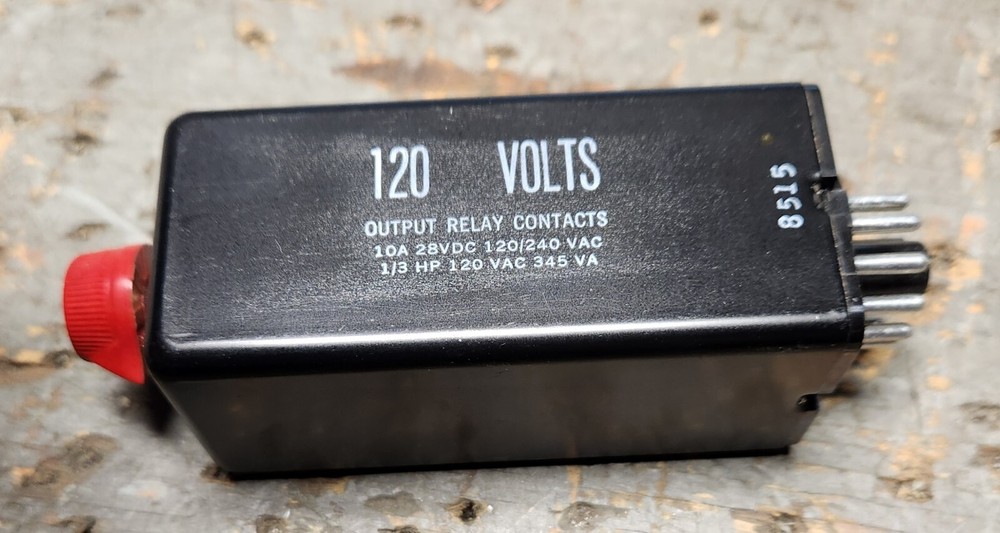 120 VOLTS
OUTPUT RELAY CONTACTS
10A 28VDC 120/240 VAC
1/3 HP 120 VAC 345 VA
8515